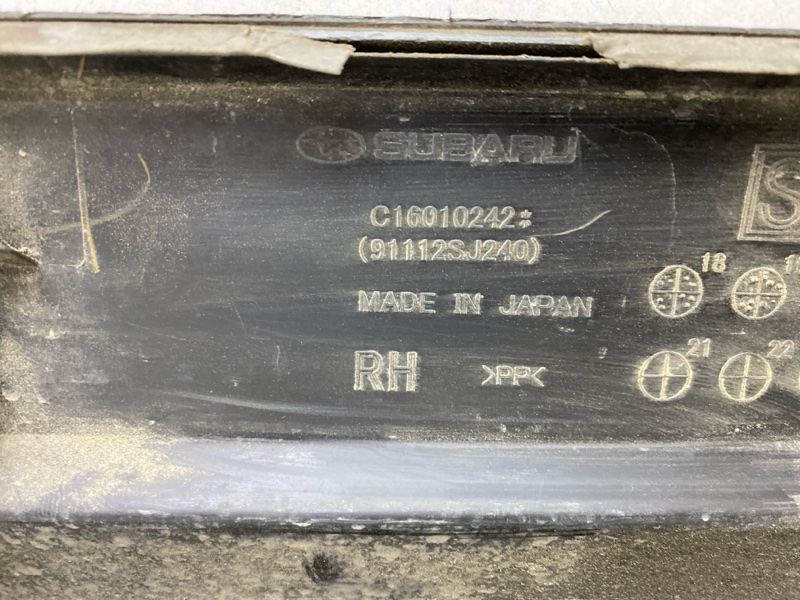 SUBARU
C16010242*
(91112SJ240)
MADE IN JAPAN
RH >PP<
S
18
21 22